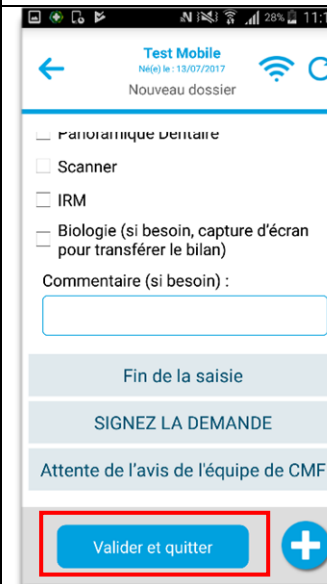 28% 11:1
Test Mobile
Né(e) le : 13/07/2017
Nouveau dossier
Panoramique Dentaire
Scanner
IRM
Biologie (si besoin, capture d'écran
pour transférer le bilan)
Commentaire (si besoin) :
Fin de la saisie
SIGNEZ LA DEMANDE
Attente de l'avis de l'équipe de CMF
Valider et quitter